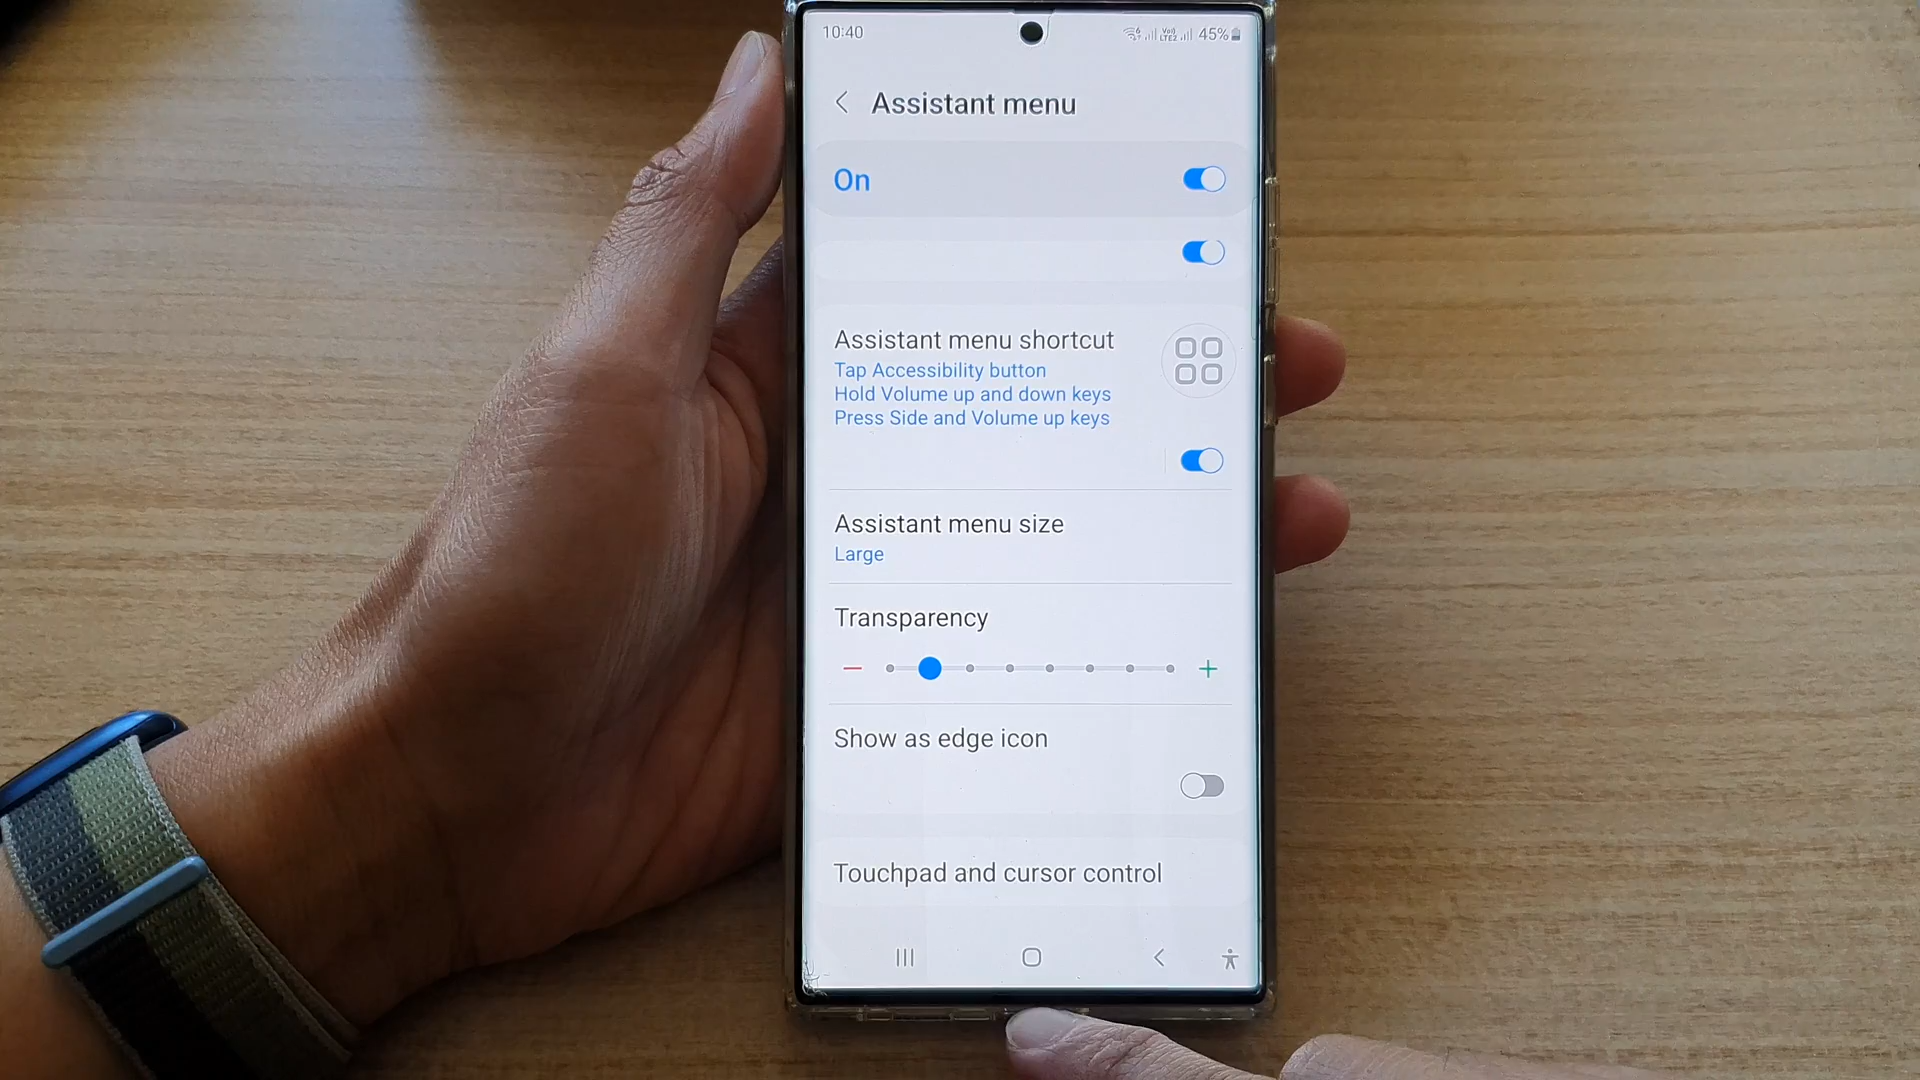 10:40
45%
Assistant menu
On
Assistant menu shortcut
Tap Accessibility button
Hold Volume up and down keys
Press Side and Volume up keys
Assistant menu size
Large
Transparency
Show as edge icon
Touchpad and cursor control